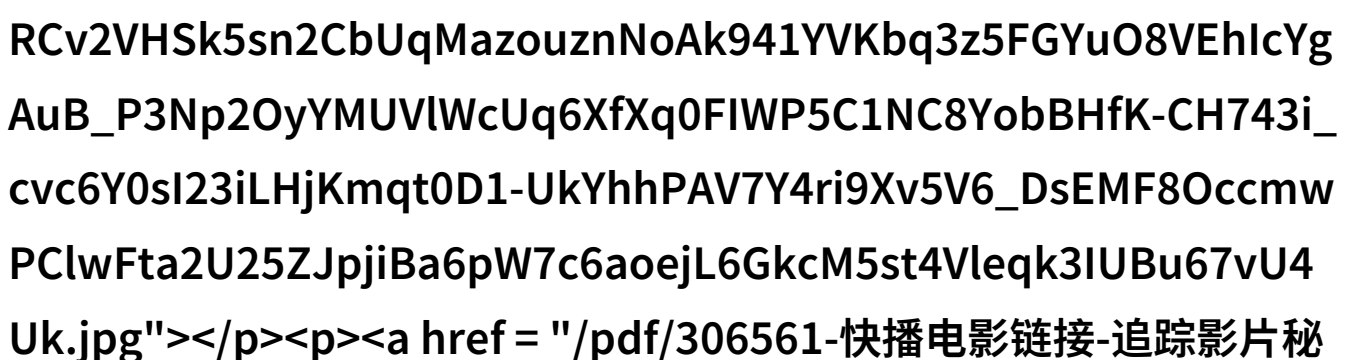 RCv2VHSk5sn2CbUqMazouznNoAk941YVKbq3z5FGYuO8VEhIcYg
AuB_P3Np2OyYMUVlWcUq6XfXq0FIWP5C1NC8YobBHfK-CH743i_
cvc6Y0sI23iLHjKmqt0D1-UkYhhPAV7Y4ri9Xv5V6_DsEMF8Occmw
PClwFta2U25ZJpjiBa6pW7c6aoejL6GkcM5st4Vleqk3IUBu67vU4
Uk.jpg"></p><p><a href = "/pdf/306561-快播电影链接-追踪影片秘